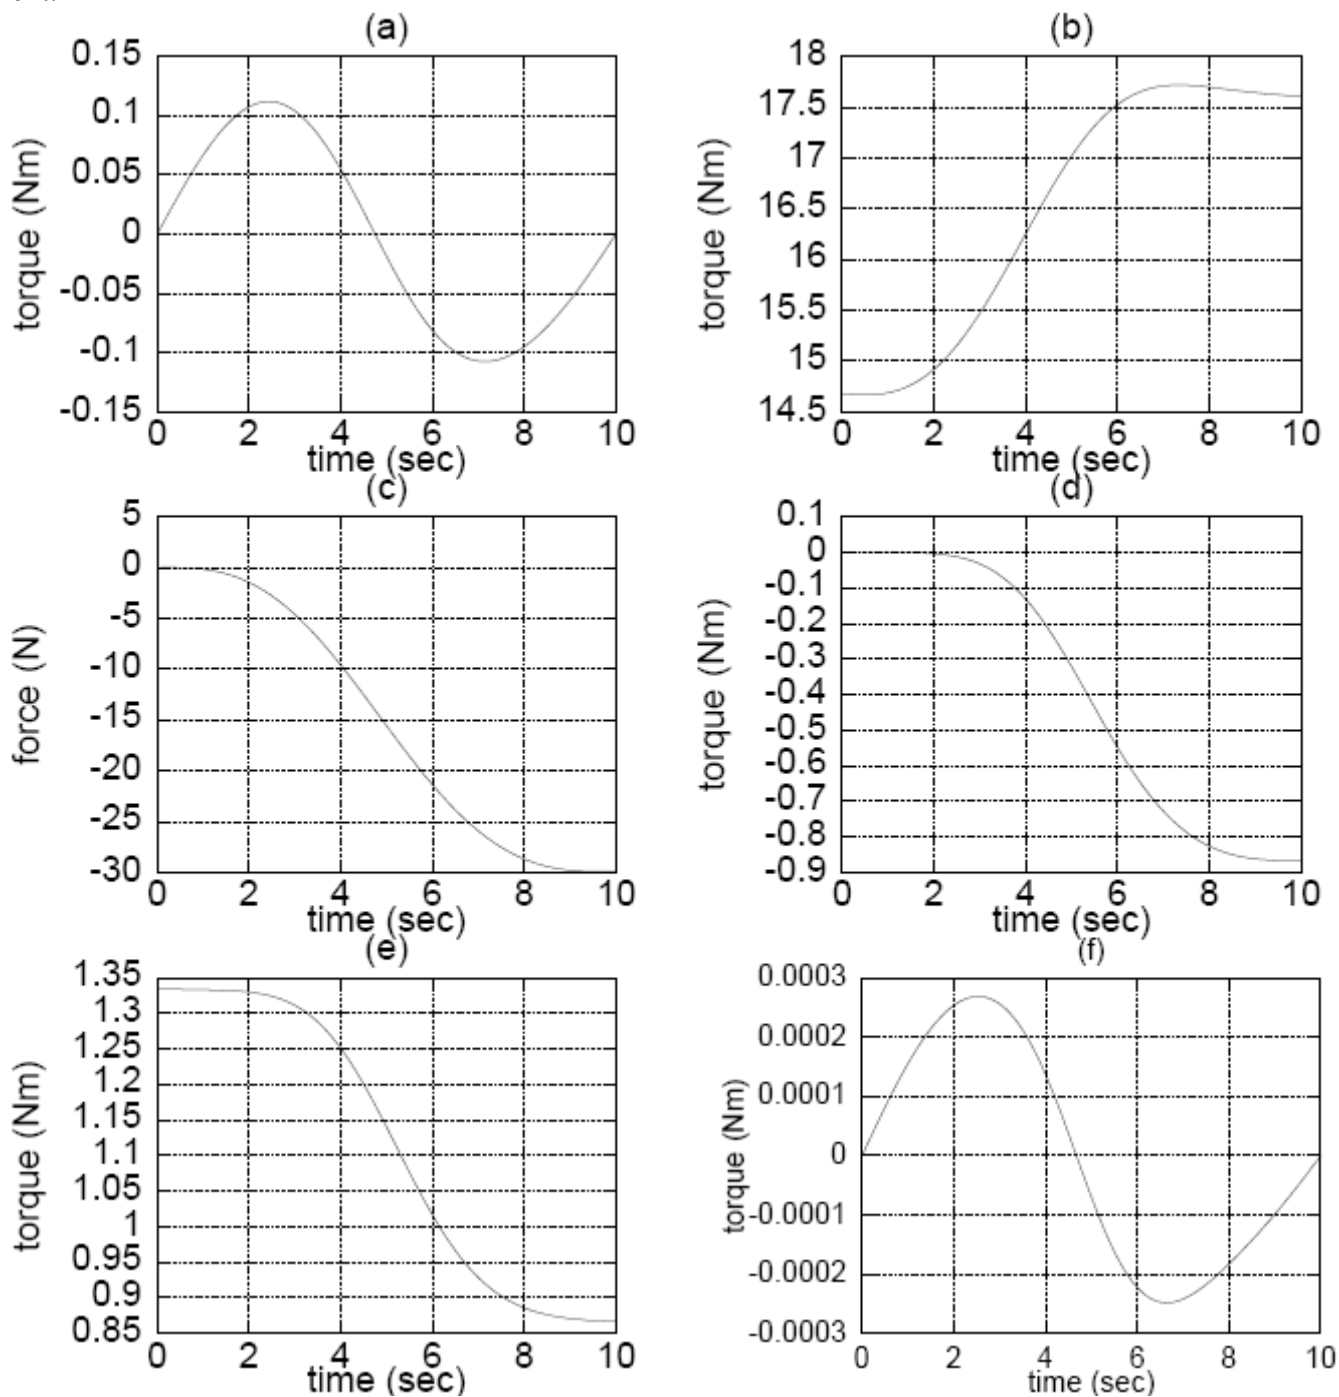 (a)
0.15
0.1
0.05
0
-0.05
-0.1
-0.15
torque (Nm)
0 2 4 6 8 10
time (sec)
(b)
18
17.5
17
16.5
16
15.5
15
14.5
torque (Nm)
0 2 4 6 8 10
time (sec)
(c)
5
0
-5
-10
-15
-20
-25
-30
force (N)
0 2 4 6 8 10
time (sec)
(d)
0.1
0
-0.1
-0.2
-0.3
-0.4
-0.5
-0.6
-0.7
-0.8
-0.9
torque (Nm)
0 2 4 6 8 10
time (sec)
(e)
1.35
1.3
1.25
1.2
1.15
1.1
1.05
1
0.95
0.9
0.85
torque (Nm)
0 2 4 6 8 10
time (sec)
(f)
0.0003
0.0002
0.0001
0
-0.0001
-0.0002
-0.0003
torque (Nm)
0 2 4 6 8 10
time (sec)